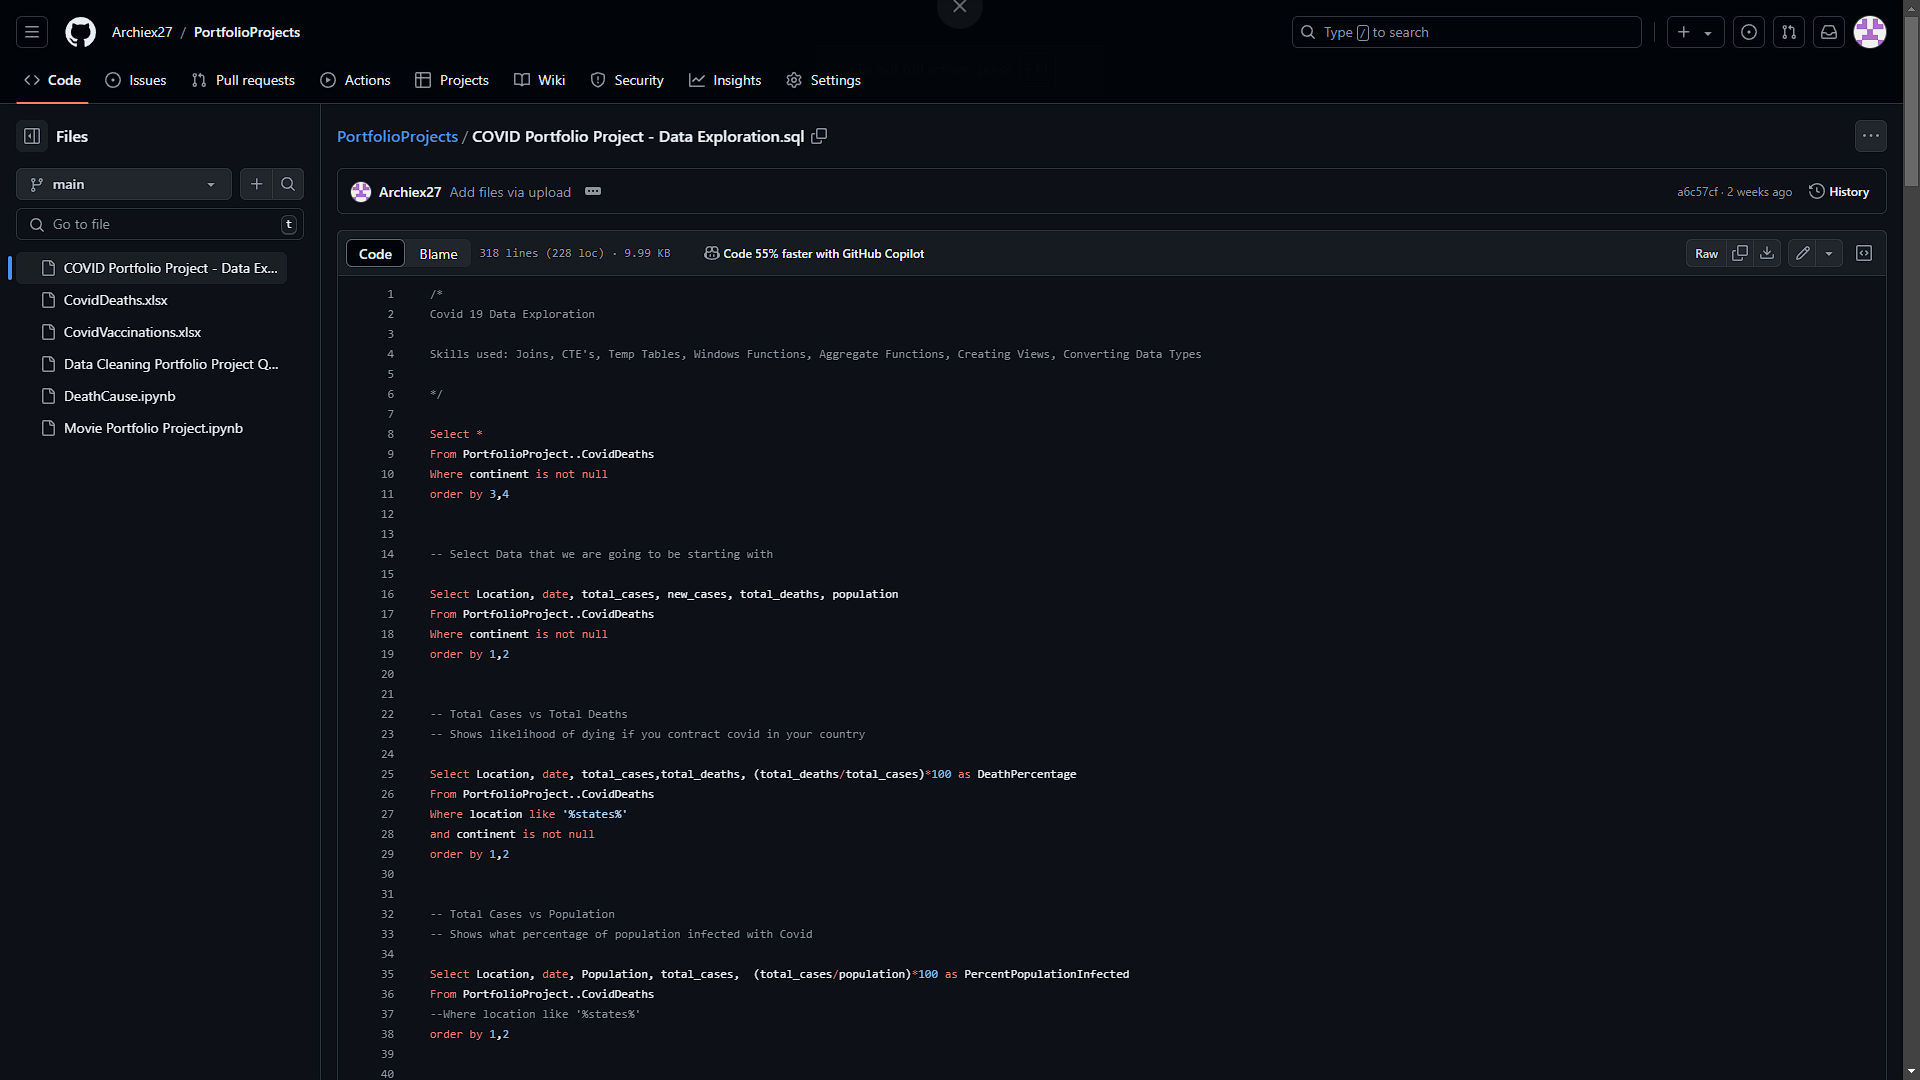 Archiex27 / PortfolioProjects
Type / to search
Code
Issues
Pull requests
Actions
Projects
Wiki
Security
Insights
Settings
Files
main
Go to file
t
COVID Portfolio Project - Data Ex...
CovidDeaths.xlsx
CovidVaccinations.xlsx
Data Cleaning Portfolio Project Q...
DeathCause.ipynb
Movie Portfolio Project.ipynb
PortfolioProjects / COVID Portfolio Project - Data Exploration.sql
Archiex27 Add files via upload
a6c57cf · 2 weeks ago
History
Code
Blame
318 lines (228 loc) · 9.99 KB
Code 55% faster with GitHub Copilot
Raw
1 /*
2 Covid 19 Data Exploration
3
4 Skills used: Joins, CTE's, Temp Tables, Windows Functions, Aggregate Functions, Creating Views, Converting Data Types
5
6 */
7
8 Select *
9 From PortfolioProject..CovidDeaths
10 Where continent is not null
11 order by 3,4
12
13
14 -- Select Data that we are going to be starting with
15
16 Select Location, date, total_cases, new_cases, total_deaths, population
17 From PortfolioProject..CovidDeaths
18 Where continent is not null
19 order by 1,2
20
21
22 -- Total Cases vs Total Deaths
23 -- Shows likelihood of dying if you contract covid in your country
24
25 Select Location, date, total_cases,total_deaths, (total_deaths/total_cases)*100 as DeathPercentage
26 From PortfolioProject..CovidDeaths
27 Where location like '%states%'
28 and continent is not null
29 order by 1,2
30
31
32 -- Total Cases vs Population
33 -- Shows what percentage of population infected with Covid
34
35 Select Location, date, Population, total_cases,  (total_cases/population)*100 as PercentPopulationInfected
36 From PortfolioProject..CovidDeaths
37 --Where location like '%states%'
38 order by 1,2
39
40